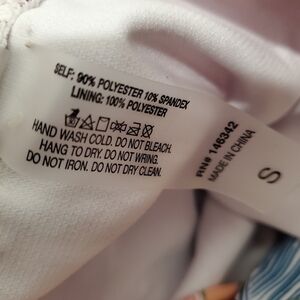 SELF: 90% POLYESTER 10% SPANDEX
LINING: 100% POLYESTER
HAND WASH COLD. DO NOT BLEACH.
HANG TO DRY. DO NOT WRING.
DO NOT IRON. DO NOT DRY CLEAN.
RN# 146342
MADE IN CHINA
S